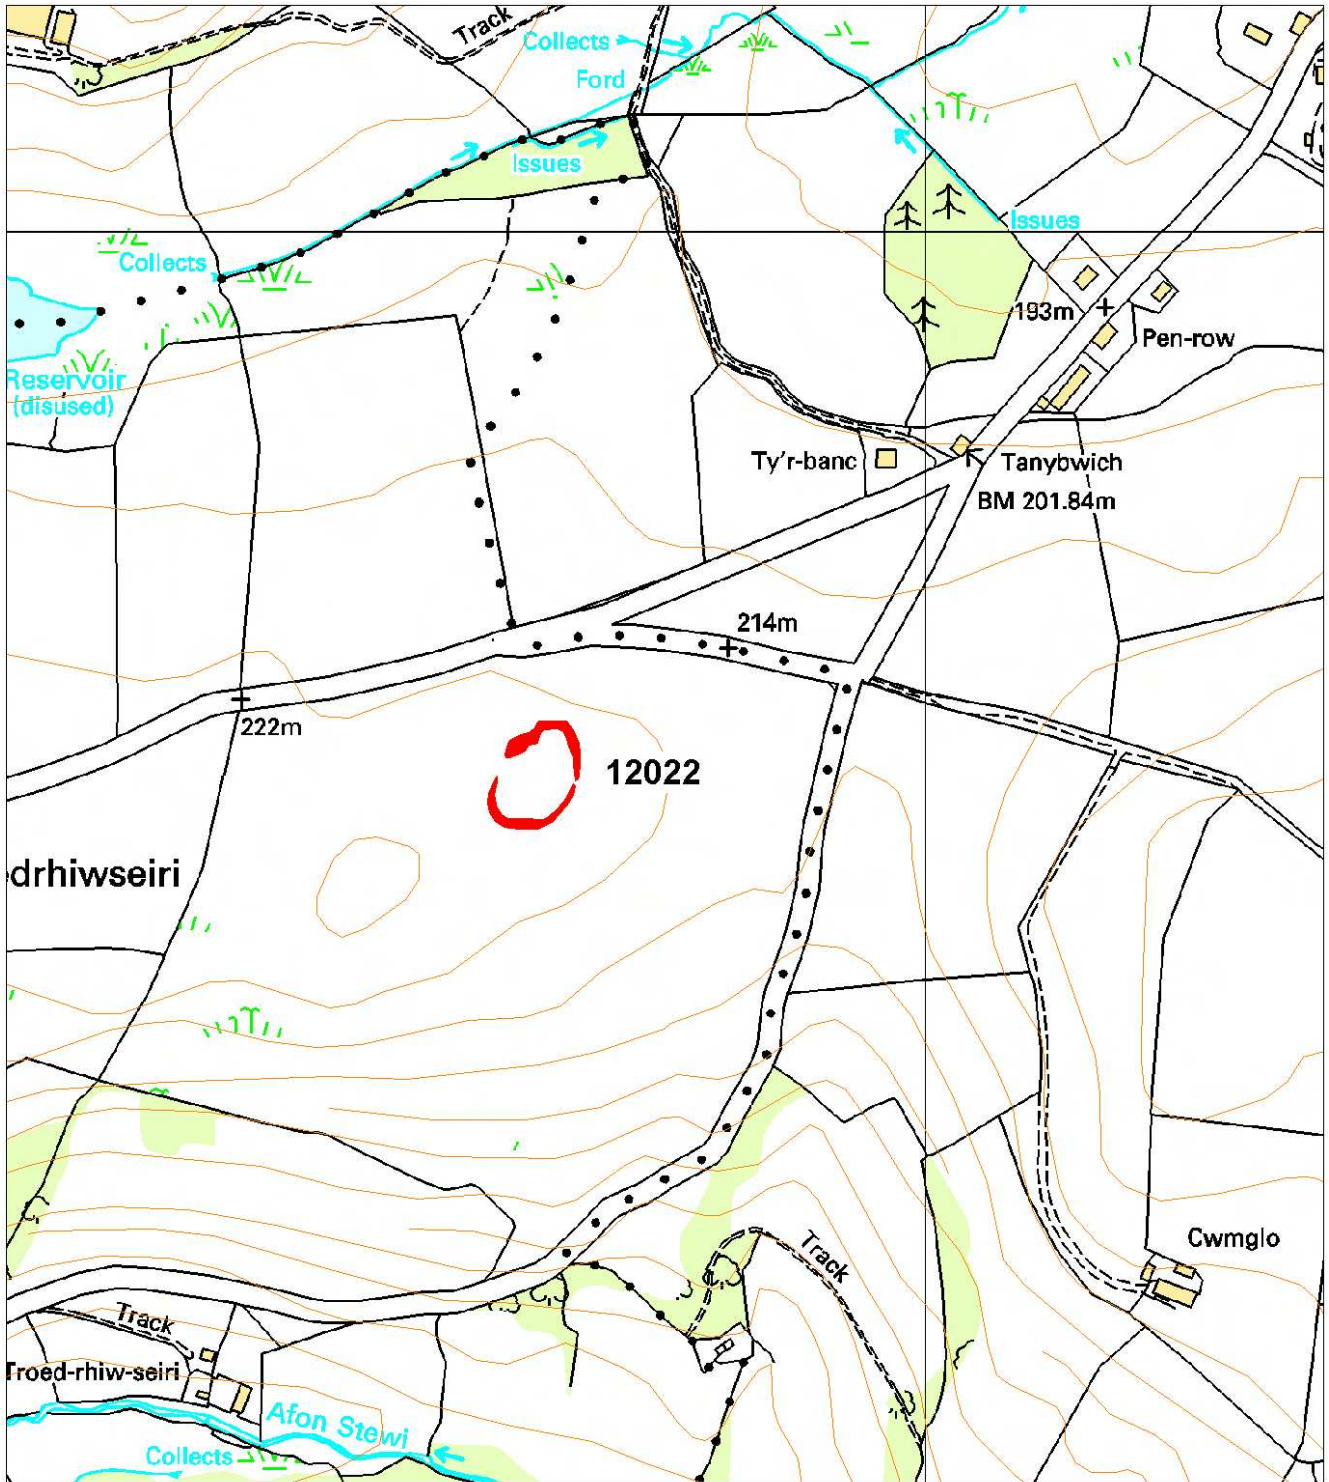 Track
Collects
Ford
Issues
Issues
Collects
193m
Pen-row
Reservoir
(disused)
Ty'r-banc
Tanybwich
BM 201.84m
214m
222m
12022
drhiwseiri
Cwmglo
Track
Track
Troed-rhiw-seiri
Afon Stewi
Collects